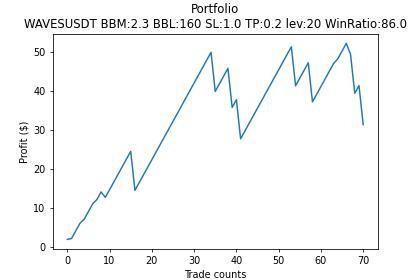 Portfolio
WAVESUSDT BBM:2.3 BBL:160 SL:1.0 TP:0.2 lev:20 WinRatio:86.0
50
40
30
20
10
0
Profit ($)
0 10 20 30 40 50 60 70
Trade counts